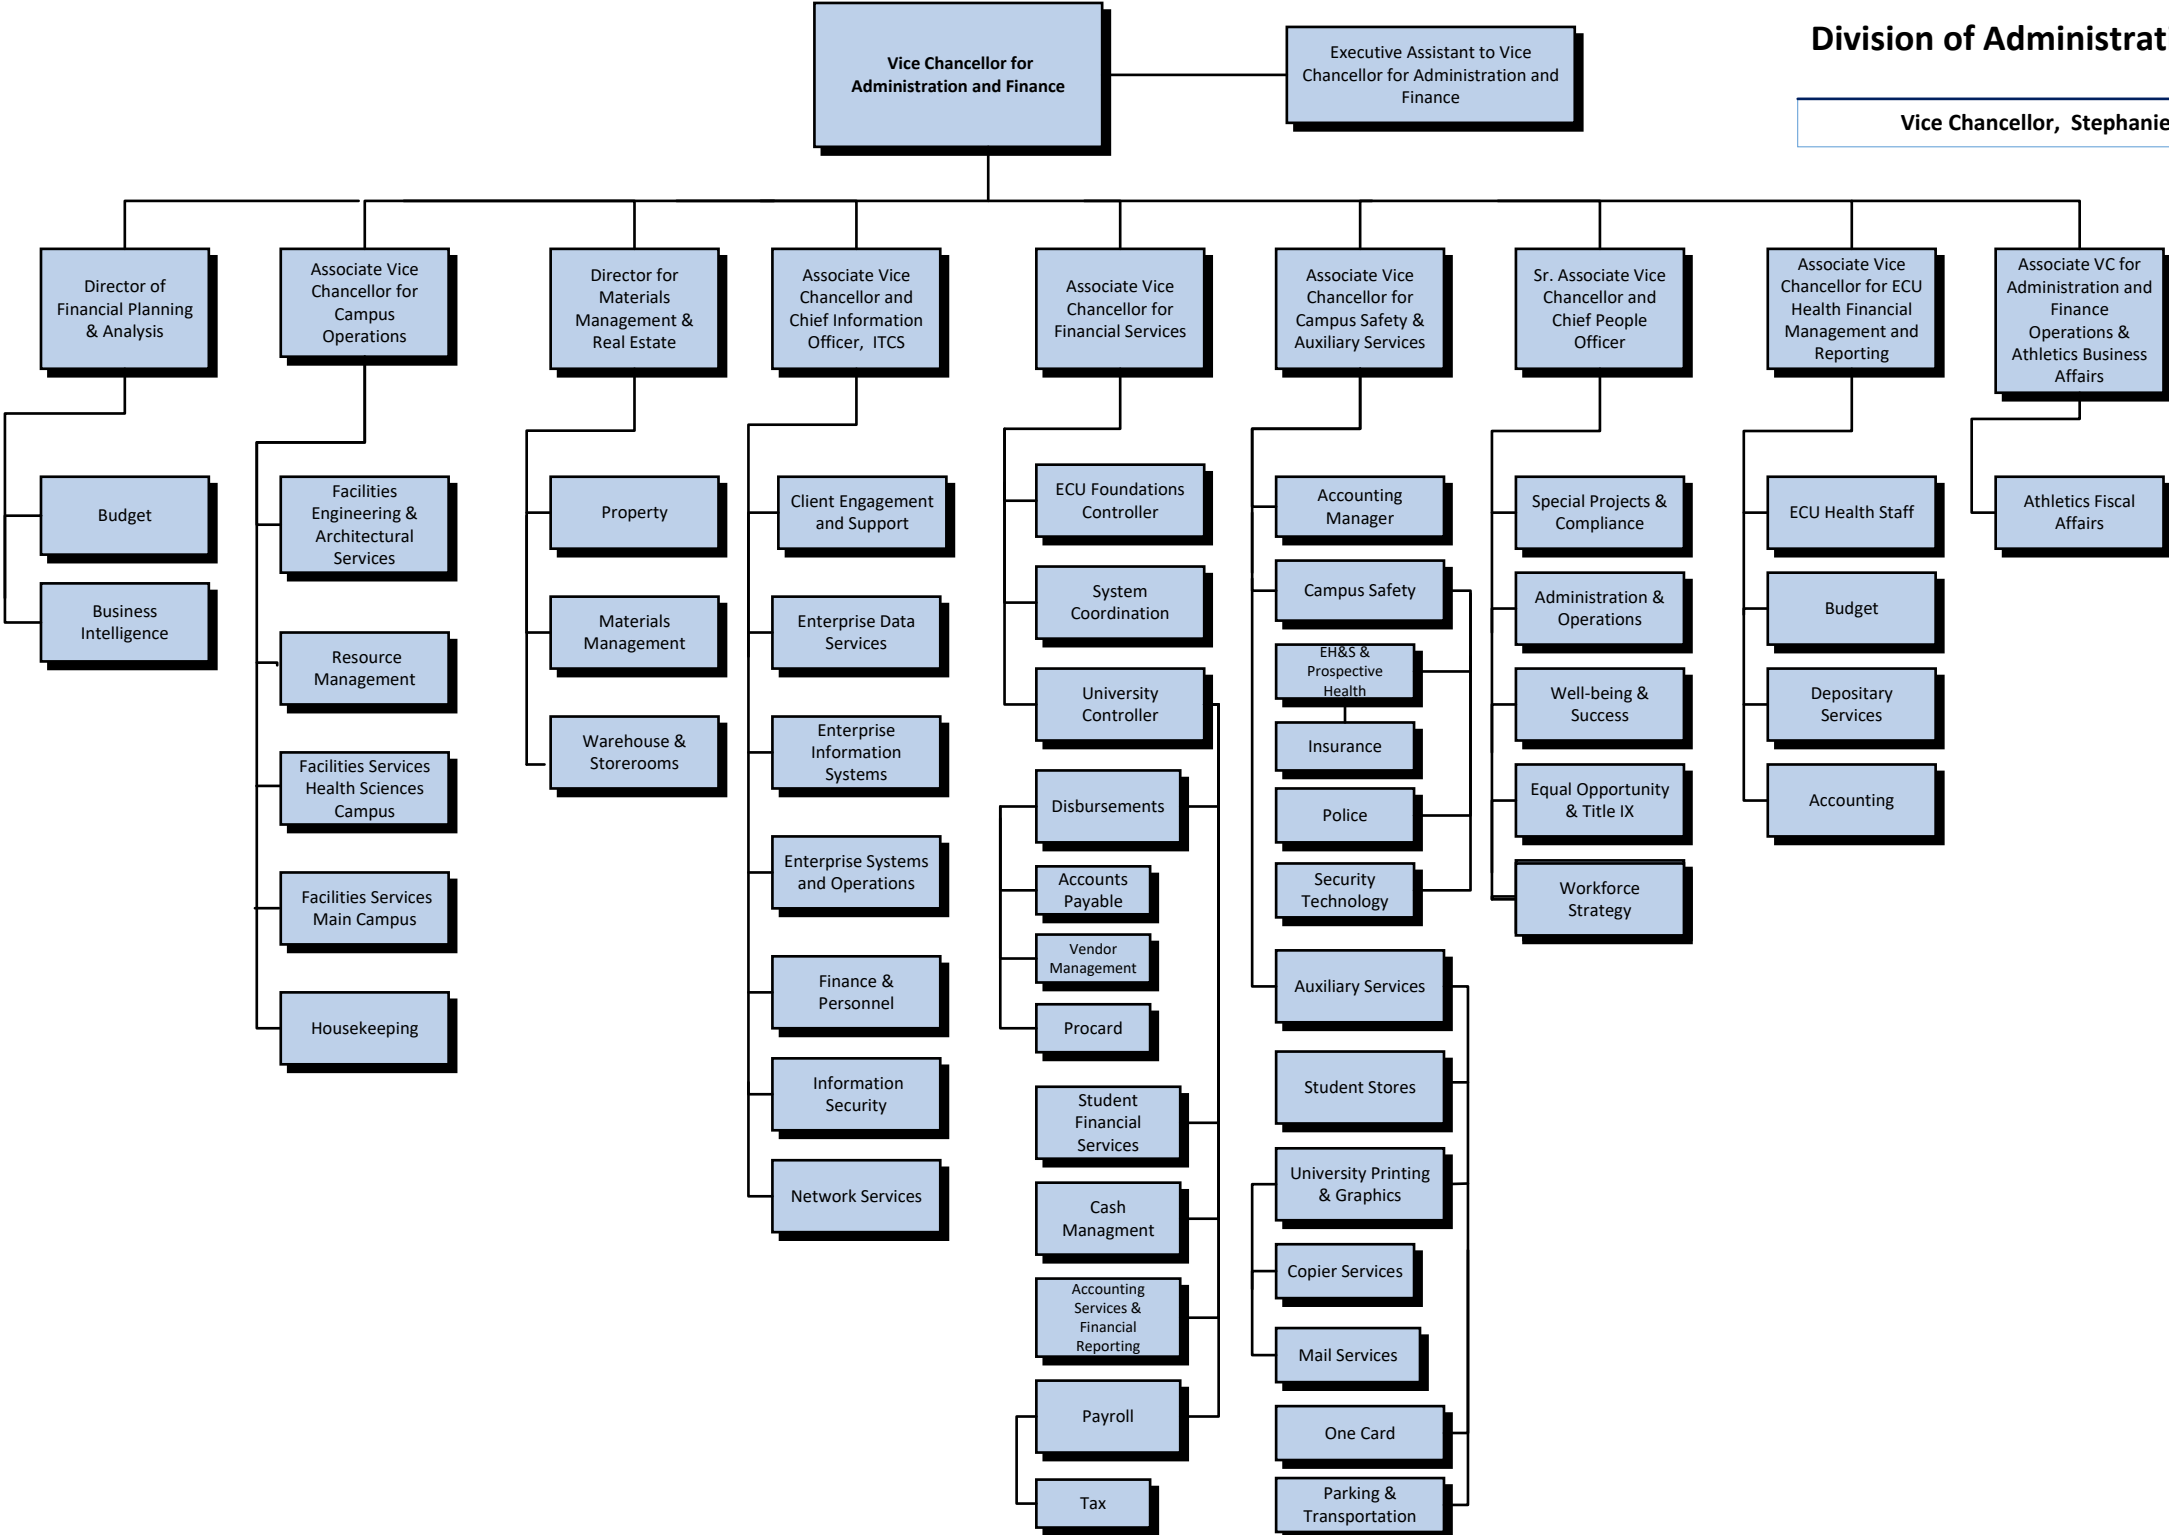 Vice Chancellor for
Administration and Finance
Executive Assistant to Vice
Chancellor for Administration and
Finance
Division of Administrati
Vice Chancellor, Stephanie
Director of
Financial Planning
& Analysis
Associate Vice
Chancellor for
Campus
Operations
Director for
Materials
Management &
Real Estate
Associate Vice
Chancellor and
Chief Information
Officer, ITCS
Associate Vice
Chancellor for
Financial Services
Associate Vice
Chancellor for
Campus Safety &
Auxiliary Services
Sr. Associate Vice
Chancellor and
Chief People
Officer
Associate Vice
Chancellor for ECU
Health Financial
Management and
Reporting
Associate VC for
Administration and
Finance
Operations &
Athletics Business
Affairs
Budget
Business
Intelligence
Facilities
Engineering &
Architectural
Services
Resource
Management
Facilities Services
Health Sciences
Campus
Facilities Services
Main Campus
Housekeeping
Property
Materials
Management
Warehouse &
Storerooms
Client Engagement
and Support
Enterprise Data
Services
Enterprise
Information
Systems
Enterprise Systems
and Operations
Finance &
Personnel
Information
Security
Network Services
ECU Foundations
Controller
System
Coordination
University
Controller
Disbursements
Accounts
Payable
Vendor
Management
Procard
Student
Financial
Services
Cash
Managment
Accounting
Services &
Financial
Reporting
Payroll
Tax
Accounting
Manager
Campus Safety
EH&S &
Prospective
Health
Insurance
Police
Security
Technology
Auxiliary Services
Student Stores
University Printing
& Graphics
Copier Services
Mail Services
One Card
Parking &
Transportation
Special Projects &
Compliance
Administration &
Operations
Well-being &
Success
Equal Opportunity
& Title IX
Workforce
Strategy
ECU Health Staff
Budget
Depositary
Services
Accounting
Athletics Fiscal
Affairs